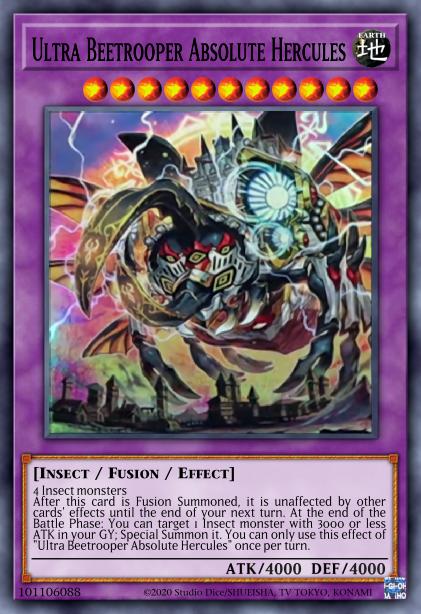 ULTRA BEETROOPER ABSOLUTE HERCULES
EARTH
地
[INSECT / FUSION / EFFECT]
4 Insect monsters
After this card is Fusion Summoned, it is unaffected by other
cards' effects until the end of your next turn. At the end of the
Battle Phase: You can target 1 Insect monster with 3000 or less
ATK in your GY; Special Summon it. You can only use this effect of
"Ultra Beetrooper Absolute Hercules" once per turn.
ATK/4000 DEF/4000
101106088 ©2020 Studio Dice/SHUEISHA, TV TOKYO, KONAMI